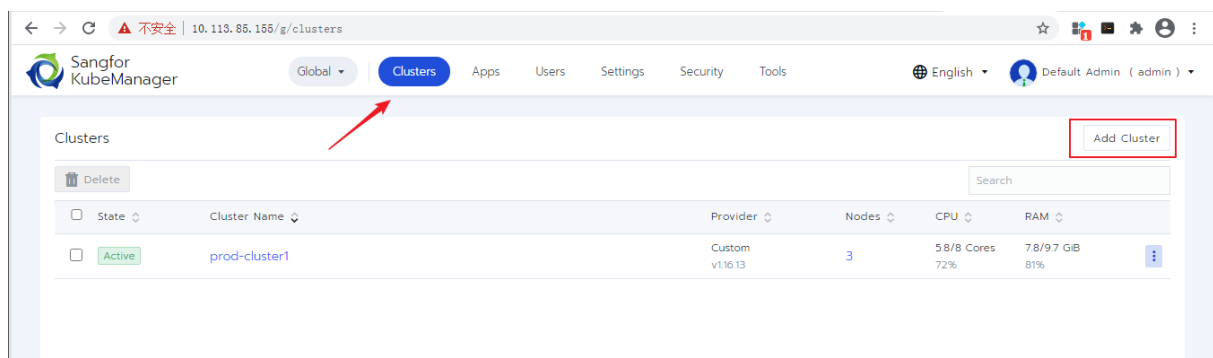 不安全 | 10.113.85.155/g/clusters
1
Sangfor
KubeManager
Global Clusters Apps Users Settings Security Tools English Default Admin ( admin )
Clusters
Add Cluster
Delete
Search
State Cluster Name Provider Nodes CPU RAM
Active prod-cluster1 Custom 3 5.8/8 Cores 7.8/9.7 GiB
v1.16.13 72% 81%